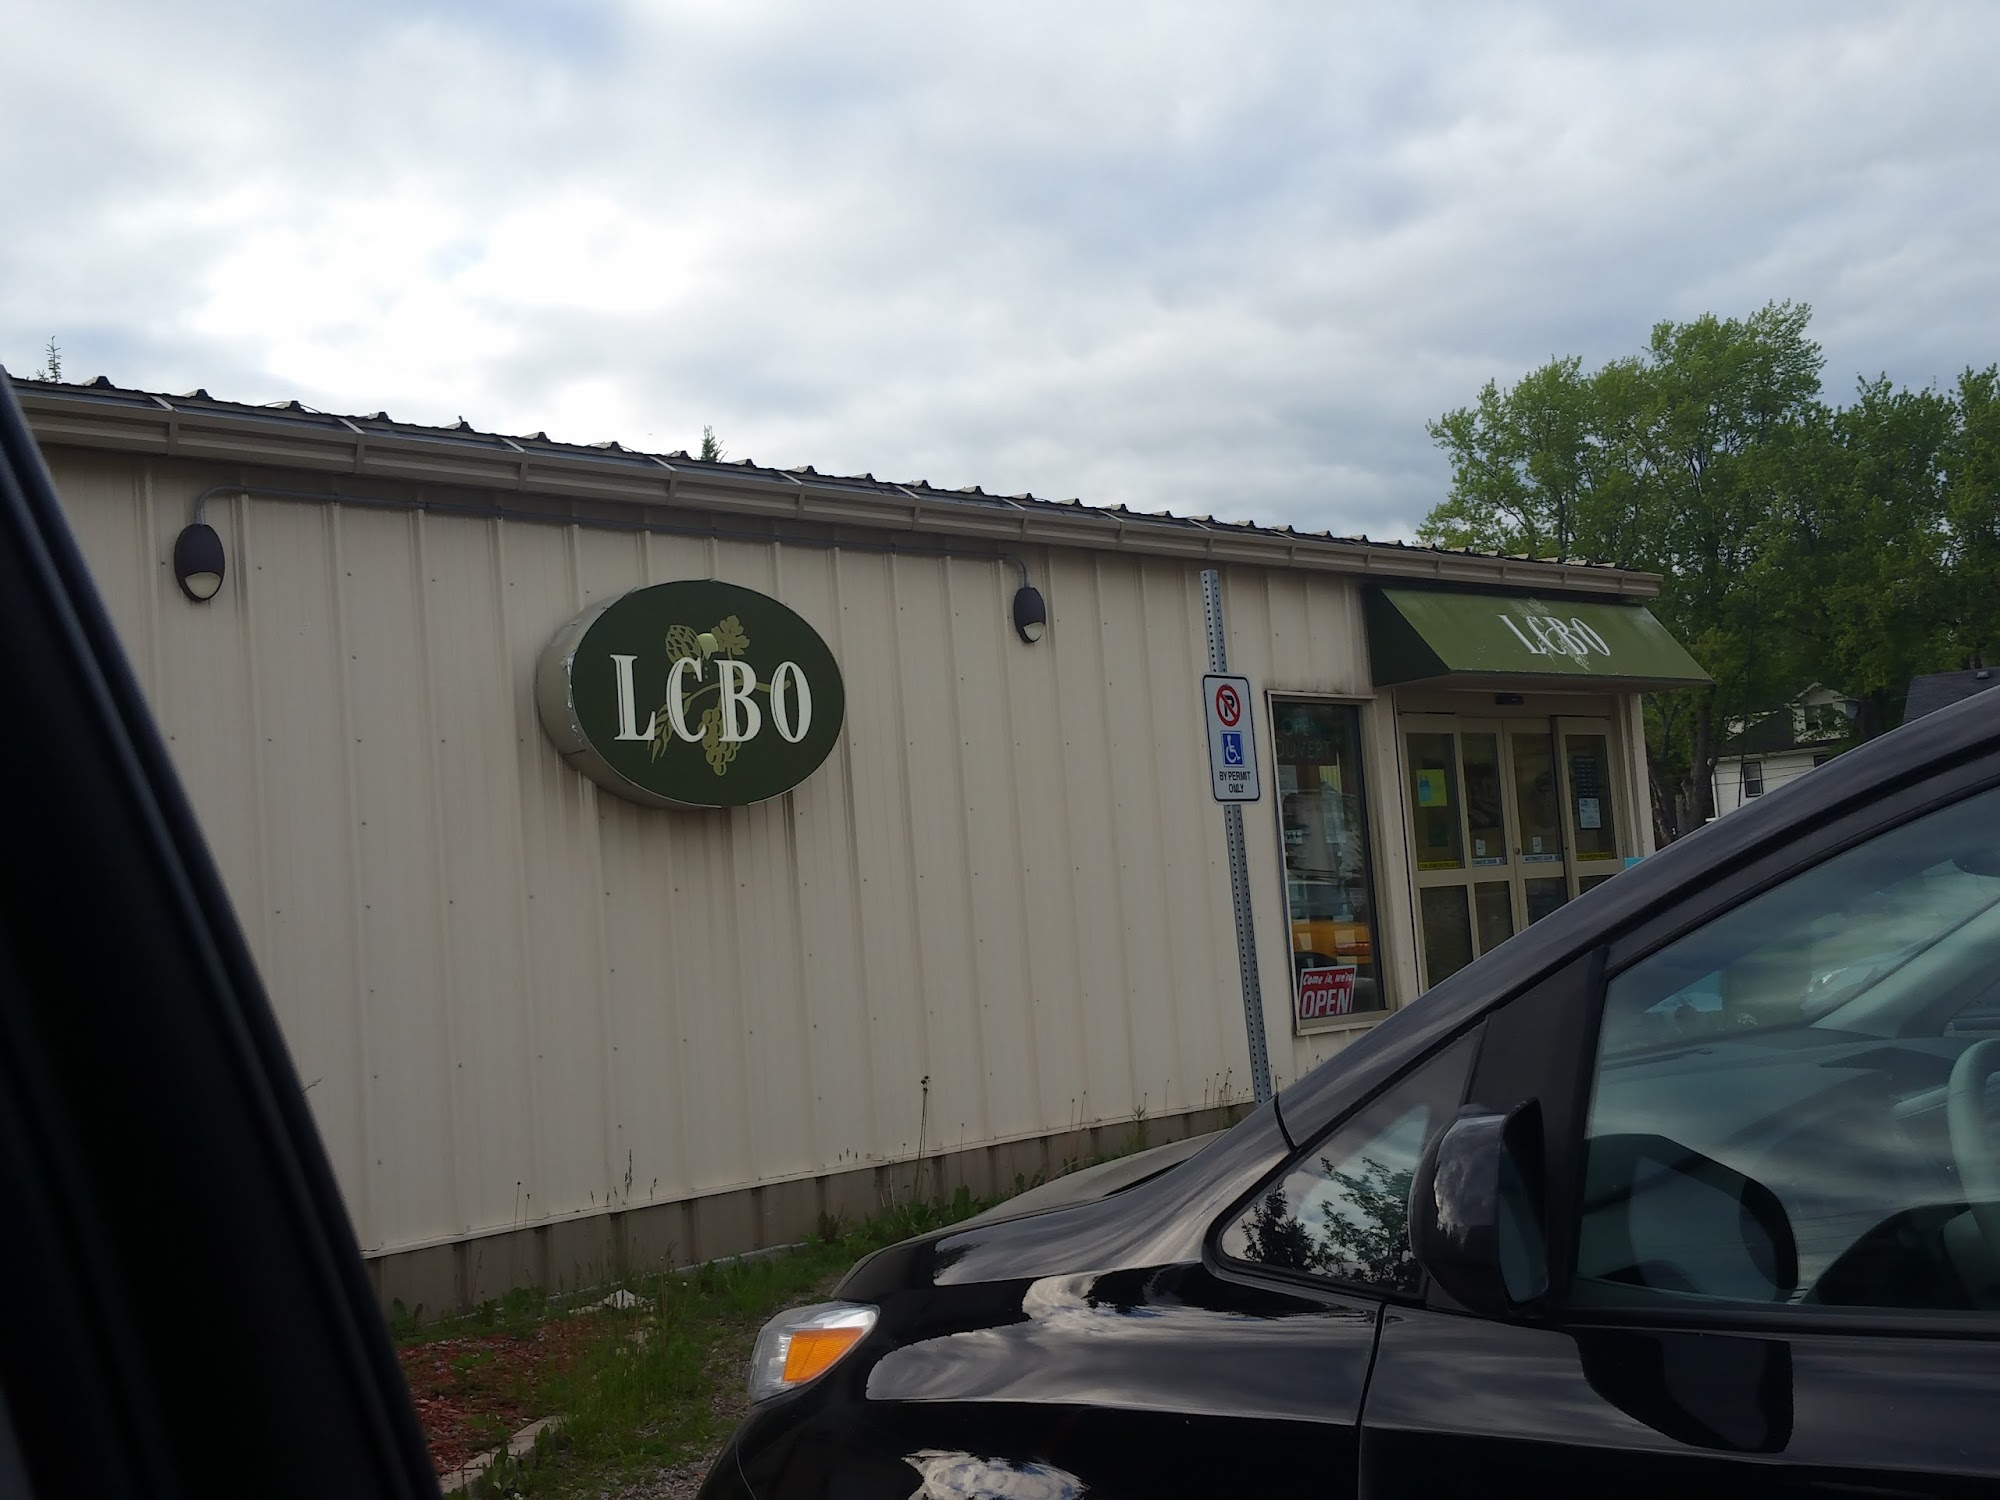 LCBO
LCBO
BY PERMIT
ONLY
OUVERT
Come in, we're
OPEN